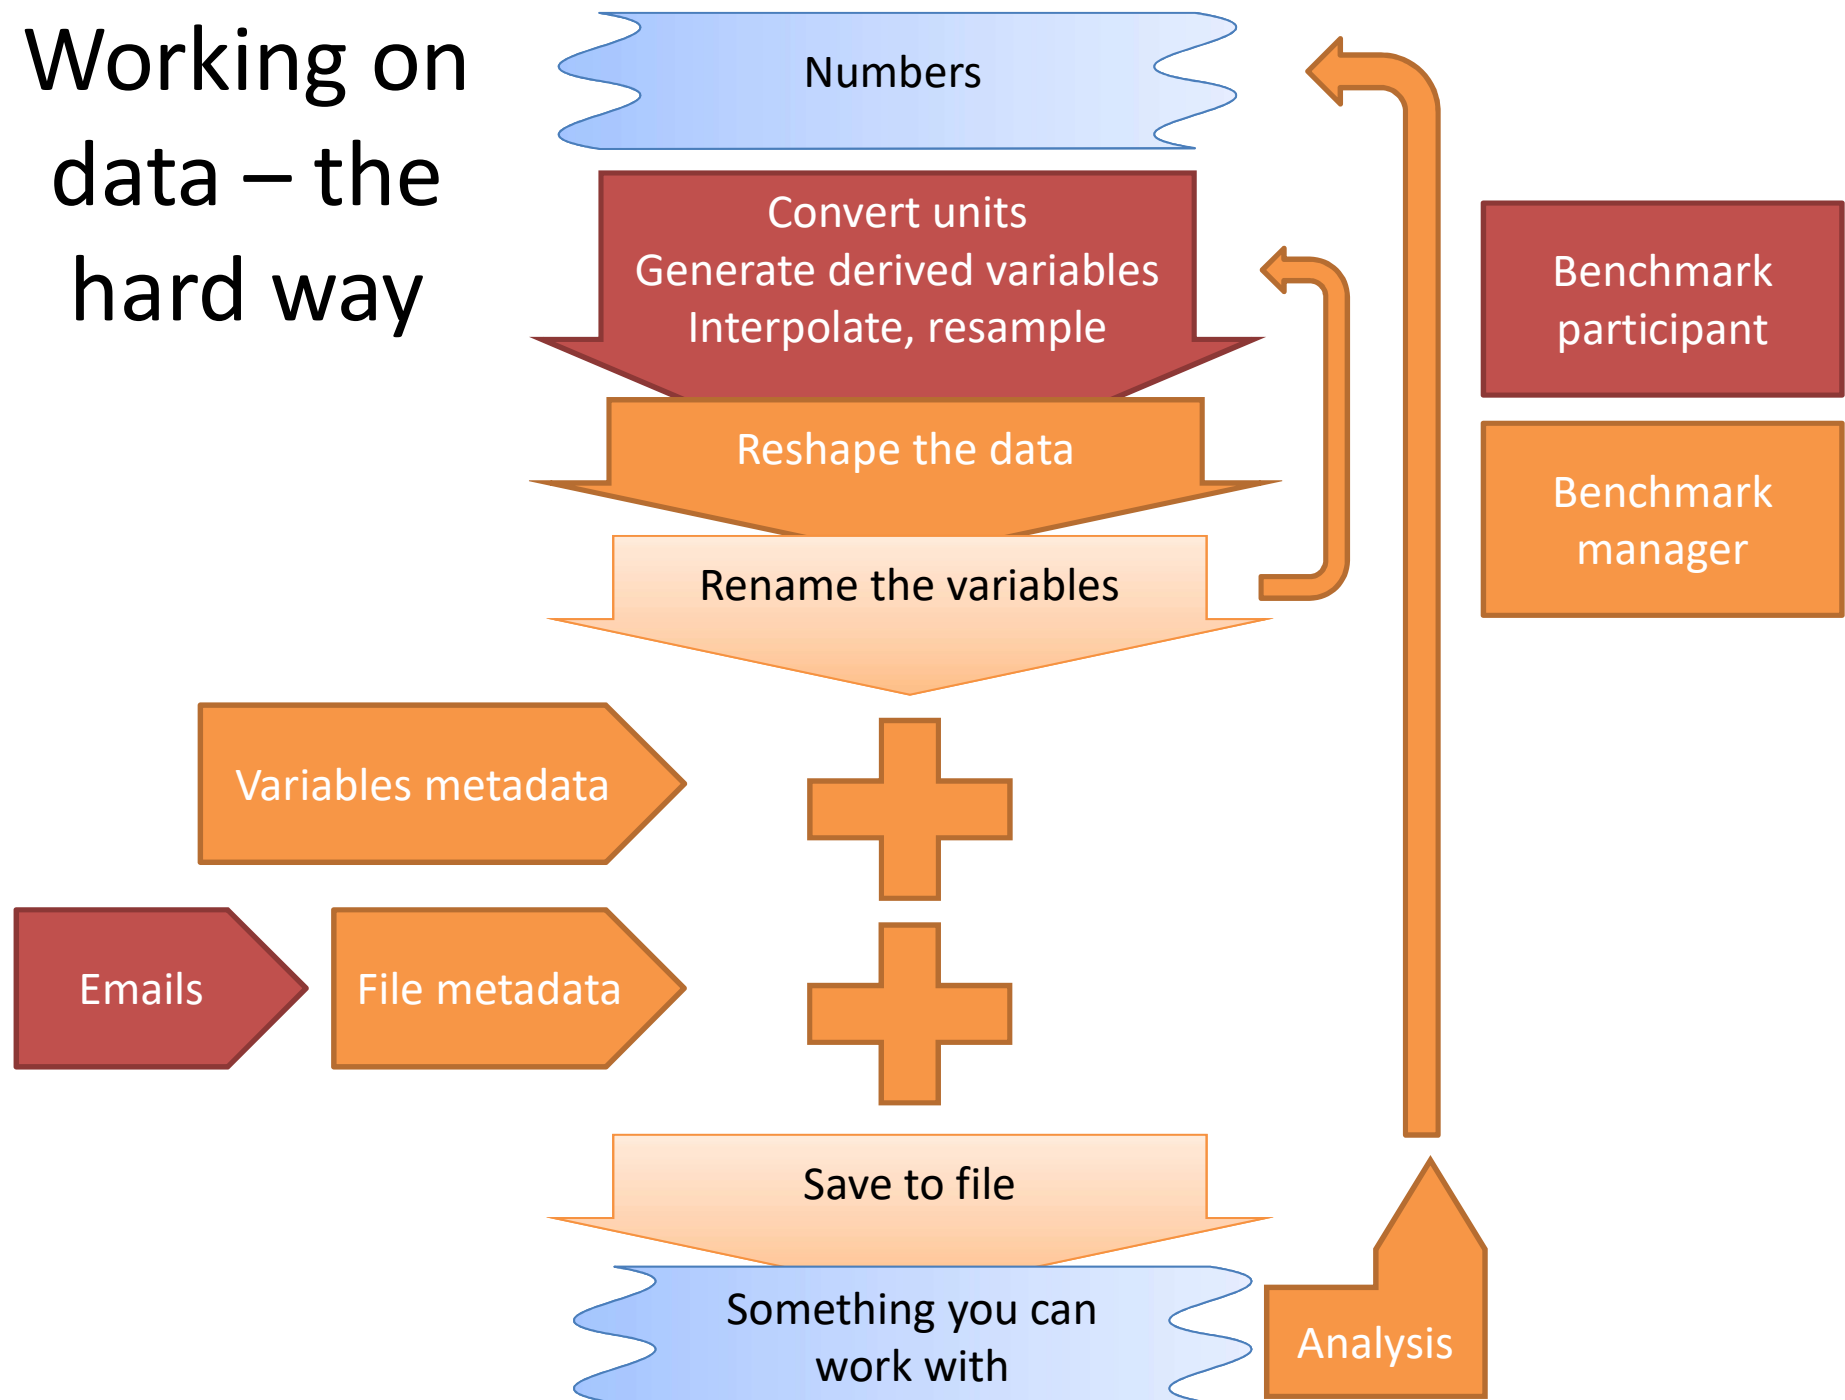 Working on
data – the
hard way
Numbers
Convert units
Generate derived variables
Interpolate, resample
Benchmark
participant
Reshape the data
Benchmark
manager
Rename the variables
Variables metadata
Emails
File metadata
Save to file
Something you can
work with
Analysis